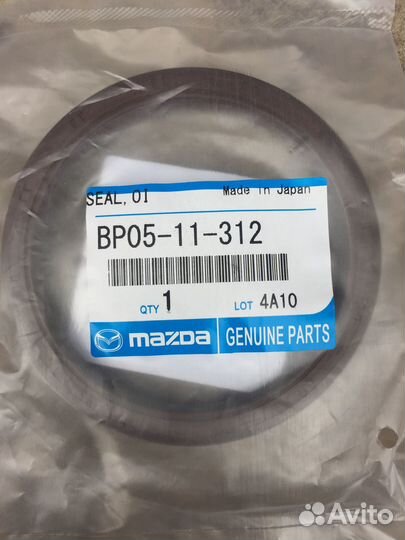 SEAL, OI Made in Japan
BP05-11-312
QTY 1 LOT 4A10
mazda GENUINE PARTS
Avito